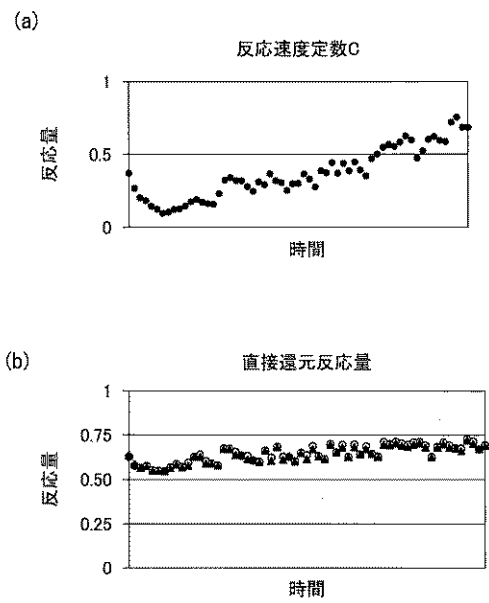 (a)
反応速度定数C
1
反応量
0.5
0
時間
(b)
直接還元反応量
1
0.75
反応量
0.50
0.25
0
時間